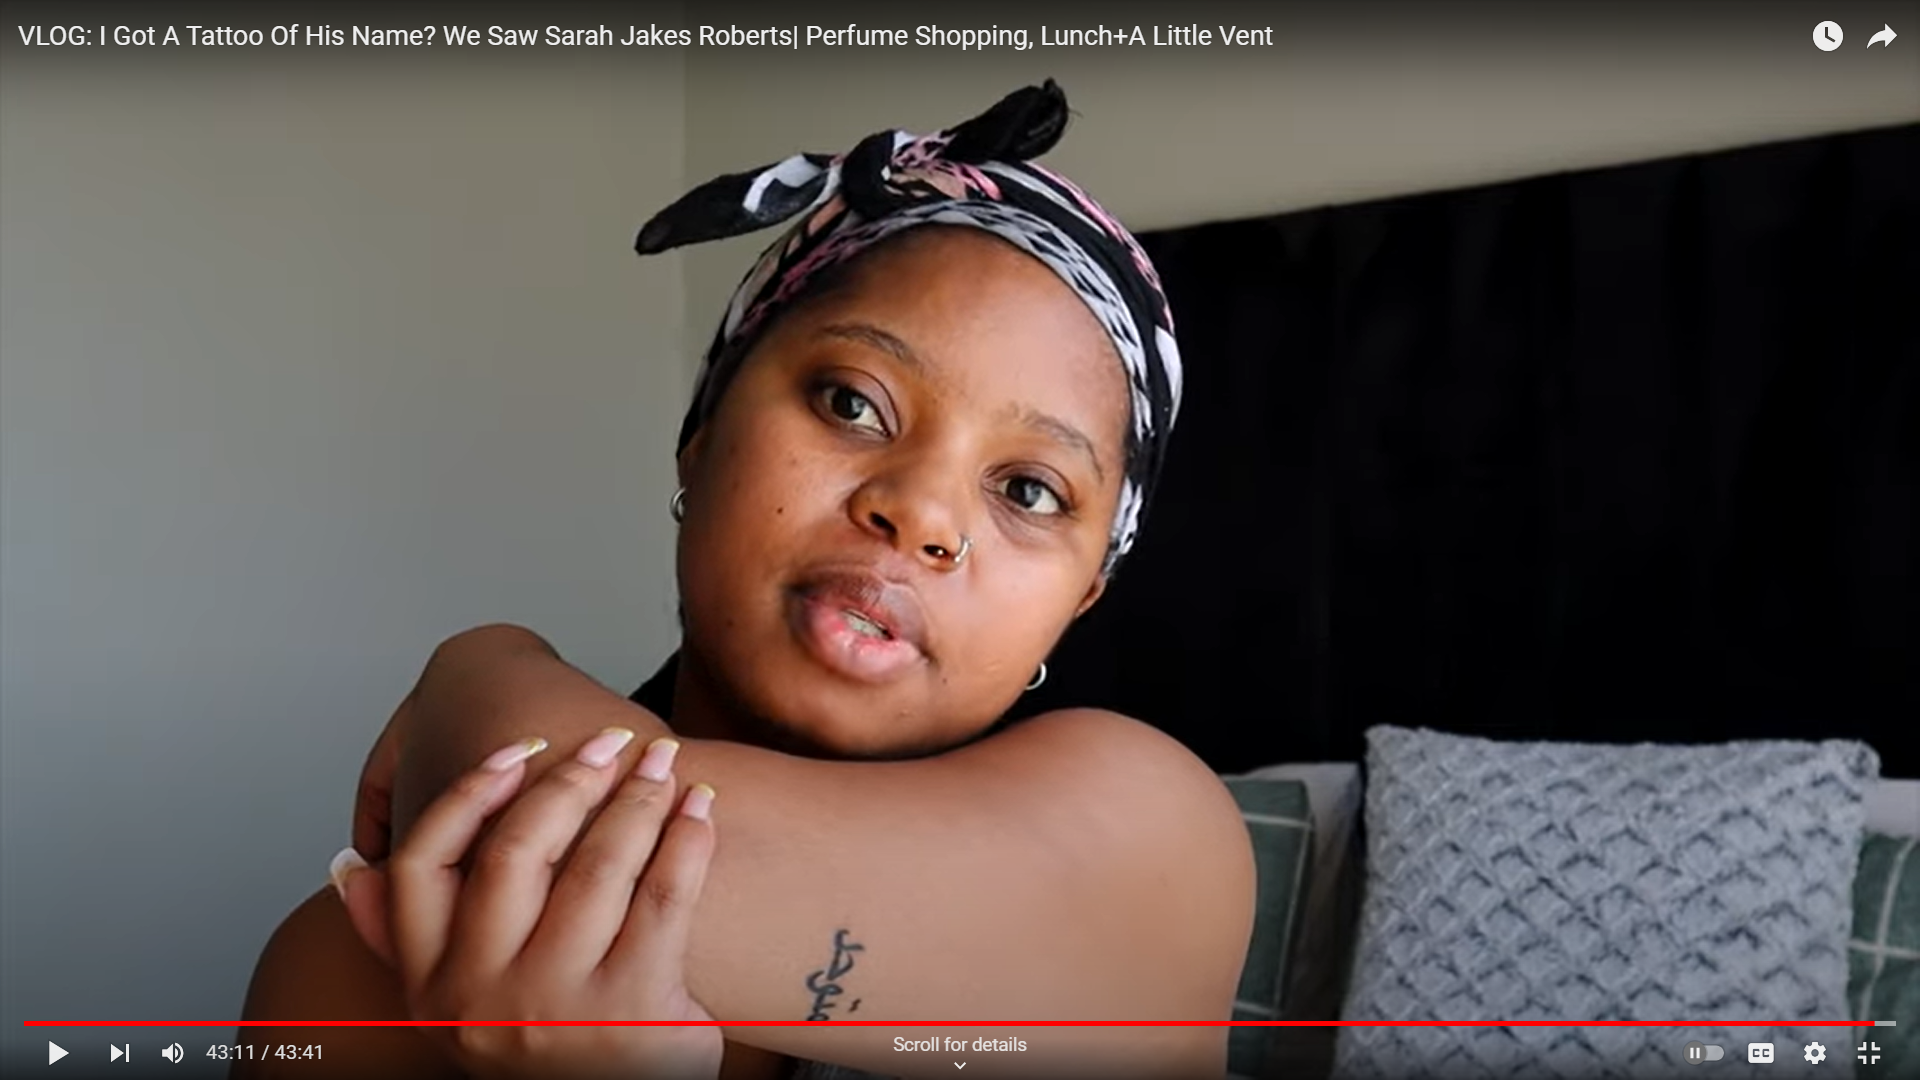 VLOG: I Got A Tattoo Of His Name? We Saw Sarah Jakes Roberts| Perfume Shopping, Lunch+A Little Vent
43:11 / 43:41
Scroll for details
CC